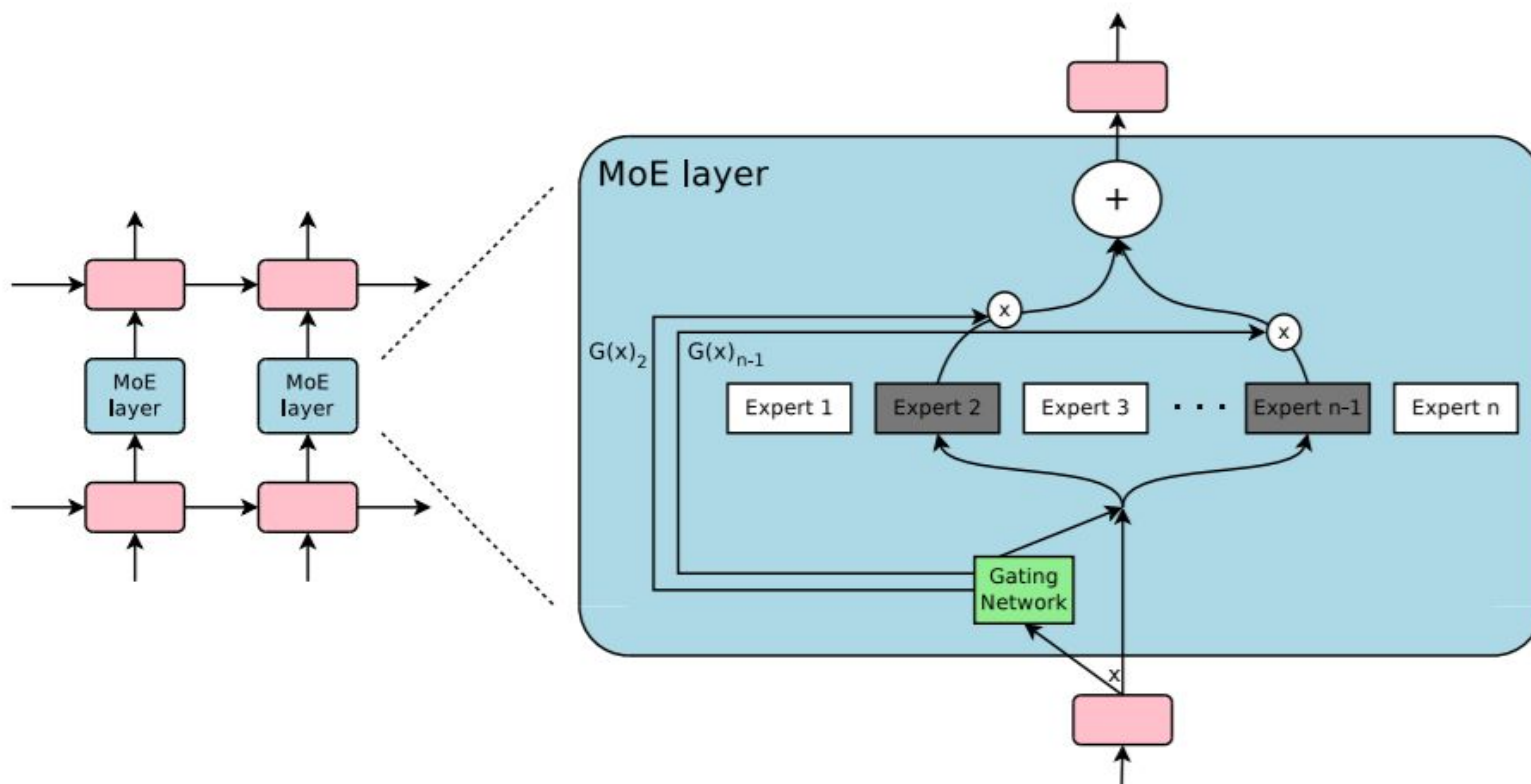 MoE layer
MoE
layer
MoE
layer
+
x
x
G(x)2
G(x)n-1
Expert 1
Expert 2
Expert 3
...
Expert n-1
Expert n
Gating
Network
x